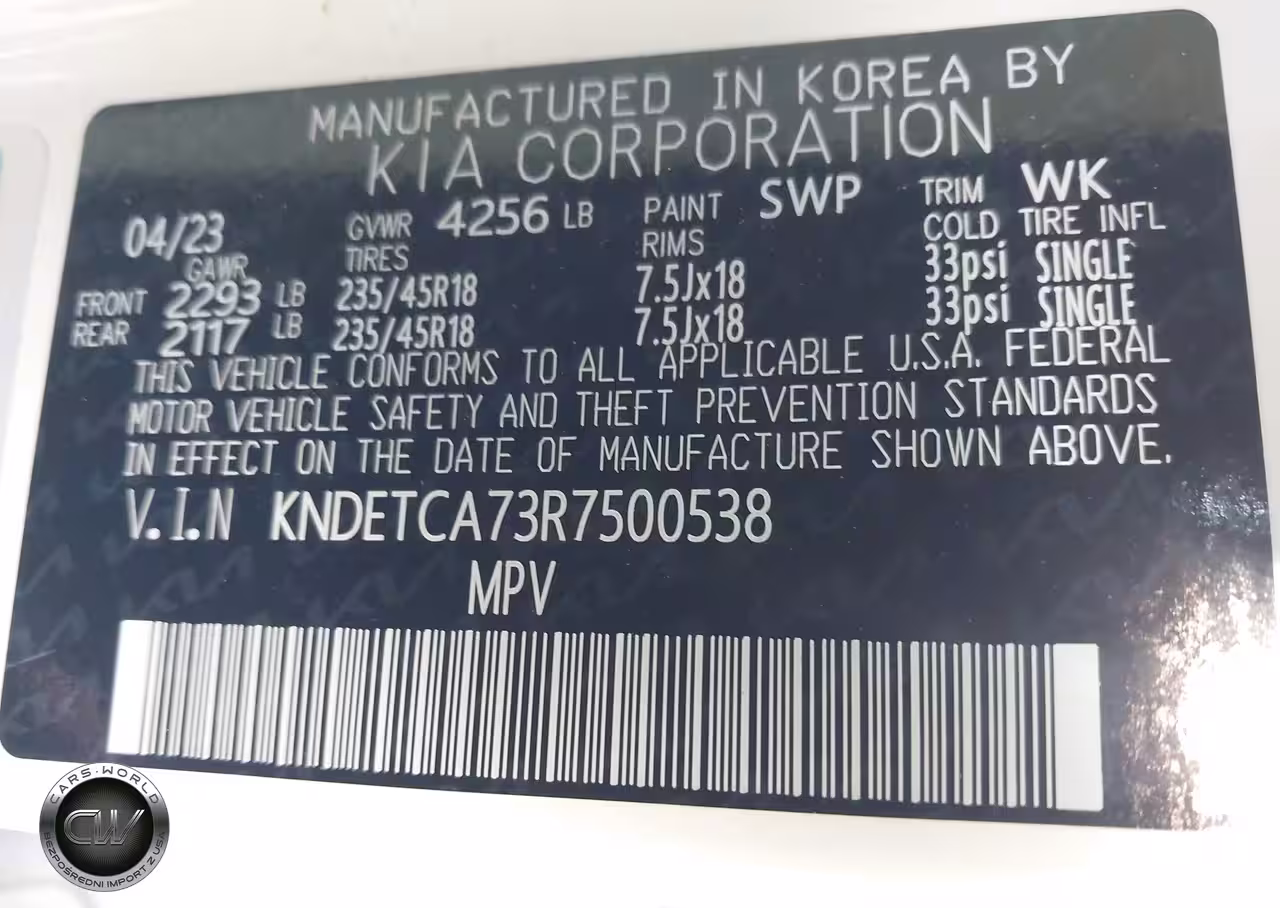 MANUFACTURED IN KOREA BY
KIA CORPORATION
04/23 GVWR 4256 LB PAINT SWP TRIM WK
GAWR TIRES RIMS COLD TIRE INFL
FRONT 2293 LB 235/45R18 7.5Jx18 33psi SINGLE
REAR 2117 LB 235/45R18 7.5Jx18 33psi SINGLE
THIS VEHICLE CONFORMS TO ALL APPLICABLE U.S.A. FEDERAL
MOTOR VEHICLE SAFETY AND THEFT PREVENTION STANDARDS
IN EFFECT ON THE DATE OF MANUFACTURE SHOWN ABOVE.
V.I.N KNDETCA73R7500538
MPV
CARS·WORLD
CW
BEZPOŚREDNI IMPORT Z USA